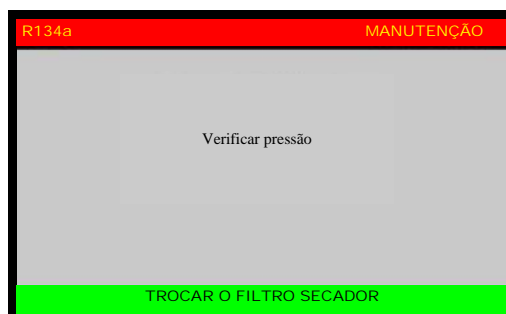 R134a MANUTENÇÃO
Verificar pressão
TROCAR O FILTRO SECADOR